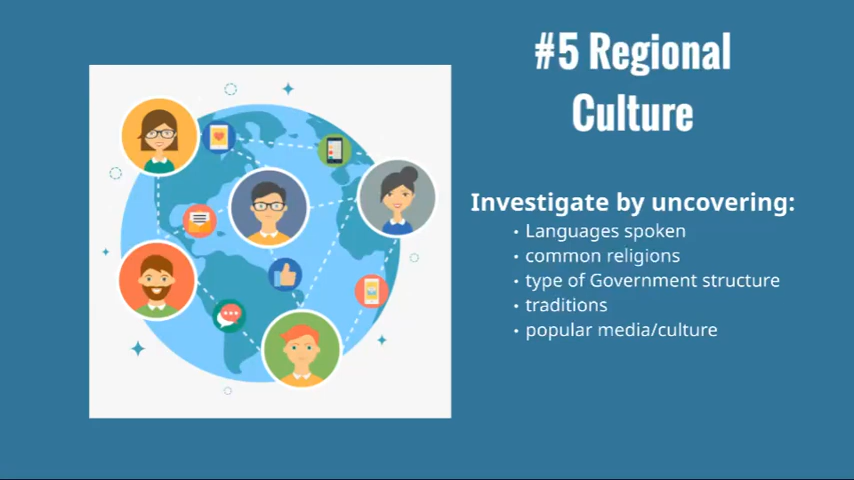 #5 Regional
Culture
Investigate by uncovering:
• Languages spoken
• common religions
• type of Government structure
• traditions
• popular media/culture